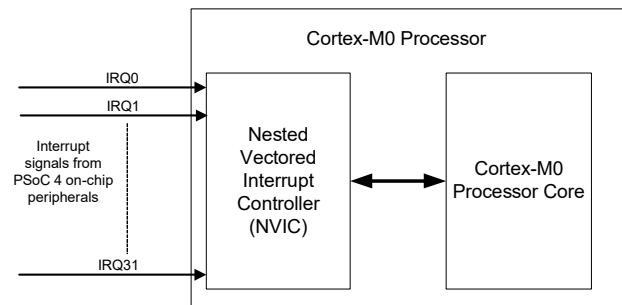 Cortex-M0 Processor
IRQ0
IRQ1
Interrupt
signals from
PSoC 4 on-chip
peripherals
IRQ31
Nested
Vectored
Interrupt
Controller
(NVIC)
Cortex-M0
Processor Core